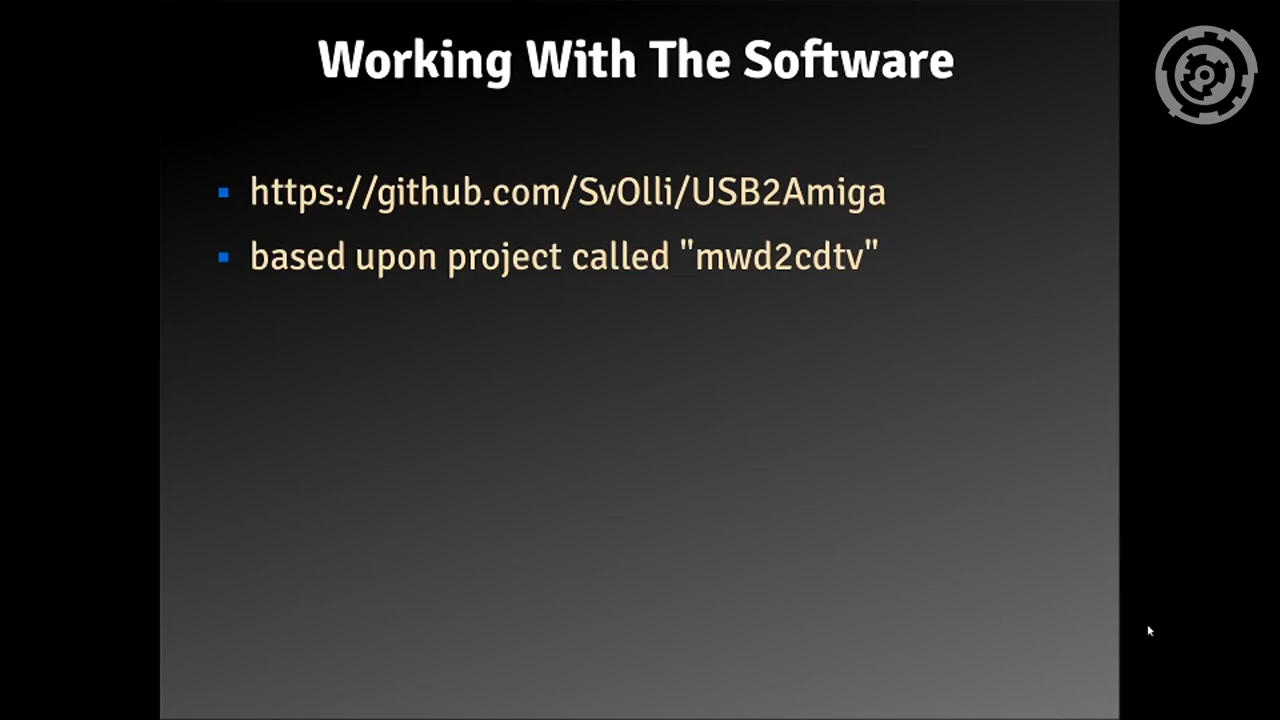 Working With The Software
https://github.com/SvOlli/USB2Amiga
based upon project called "mwd2cdtv"